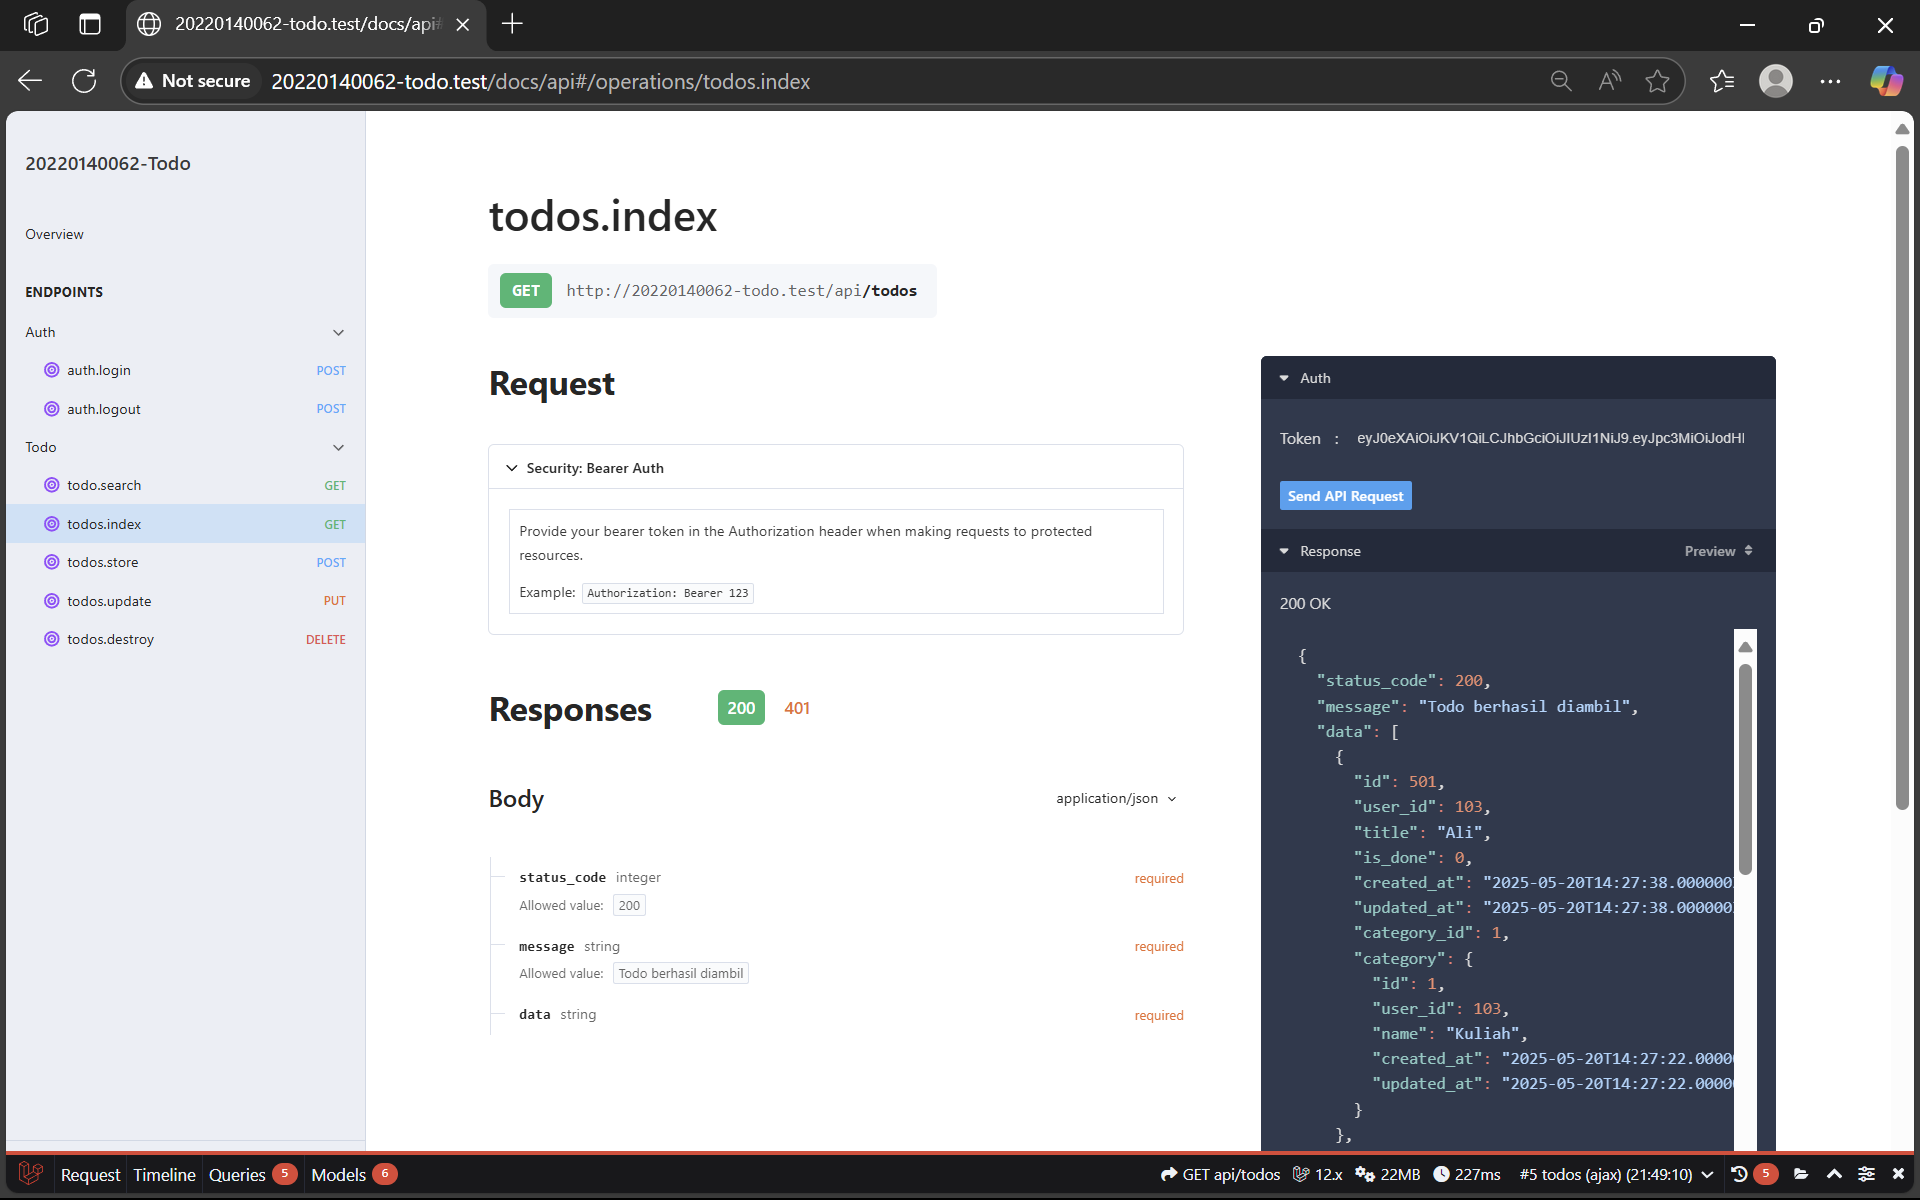 20220140062-todo.test/docs/api#
Not secure
20220140062-todo.test/docs/api#/operations/todos.index
20220140062-Todo
Overview
ENDPOINTS
Auth
auth.login POST
auth.logout POST
Todo
todo.search GET
todos.index GET
todos.store POST
todos.update PUT
todos.destroy DELETE
todos.index
GET http://20220140062-todo.test/api/todos
Request
Security: Bearer Auth
Provide your bearer token in the Authorization header when making requests to protected
resources.
Example: Authorization: Bearer 123
Responses 200 401
Body application/json
status_code integer required
Allowed value: 200
message string required
Allowed value: Todo berhasil diambil
data string required
Auth
Token : eyJ0eXAiOiJKV1QiLCJhbGciOiJIUzI1NiJ9.eyJpc3MiOiJodHI
Send API Request
Response Preview
200 OK
{
"status_code": 200,
"message": "Todo berhasil diambil",
"data": [
{
"id": 501,
"user_id": 103,
"title": "Ali",
"is_done": 0,
"created_at": "2025-05-20T14:27:38.000000
"updated_at": "2025-05-20T14:27:38.000000
"category_id": 1,
"category": {
"id": 1,
"user_id": 103,
"name": "Kuliah",
"created_at": "2025-05-20T14:27:22.0000
"updated_at": "2025-05-20T14:27:22.0000
}
},
Request Timeline Queries 5 Models 6 GET api/todos 12.x 22MB 227ms #5 todos (ajax) (21:49:10) 5